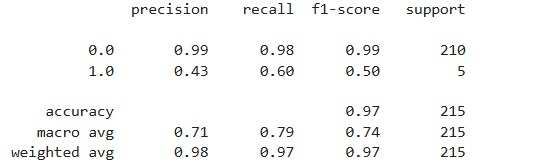 precision recall f1-score support
0.0 0.99 0.98 0.99 210
1.0 0.43 0.60 0.50 5
accuracy 0.97 215
macro avg 0.71 0.79 0.74 215
weighted avg 0.98 0.97 0.97 215